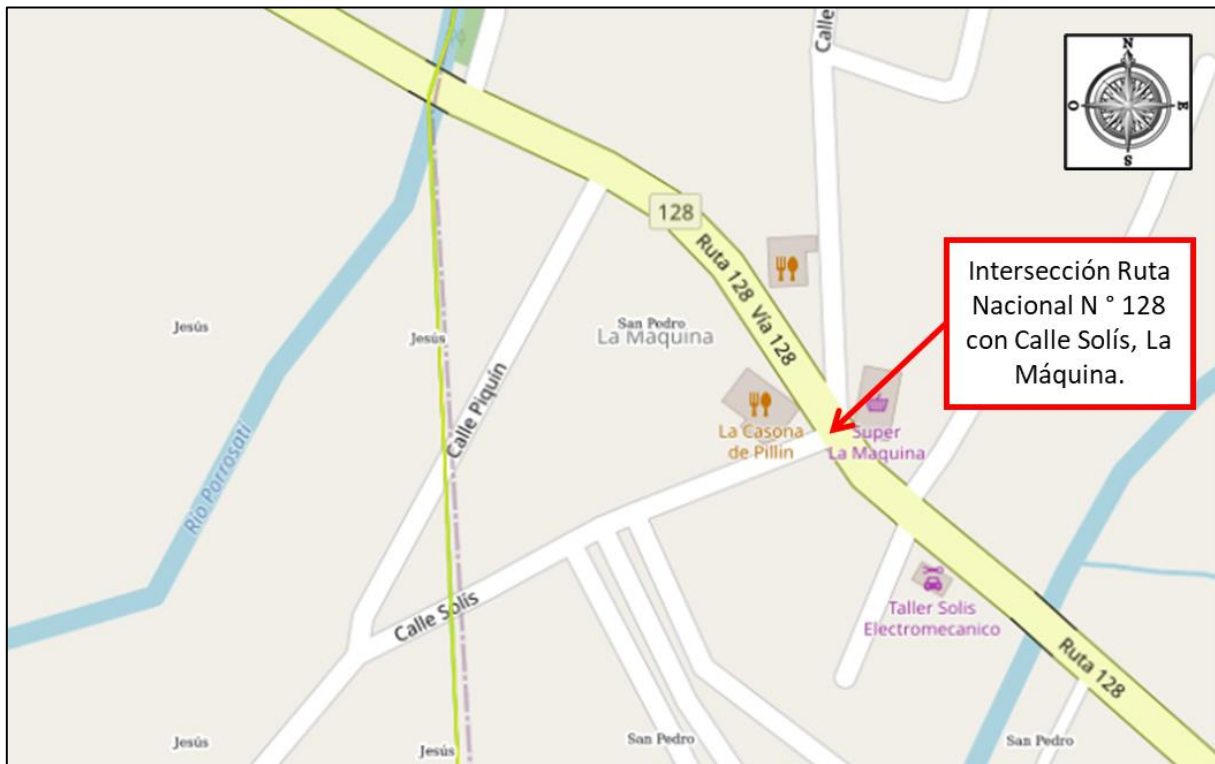 Calle
N
O
E
S
128
Ruta 128 Vía 128
Intersección Ruta
Nacional N ° 128
con Calle Solís, La
Máquina.
Jesús
Jesús
San Pedro
La Maquina
Calle Piquín
La Casona
de Pillin
Super
La Maquina
Río Porrosatí
Calle Solís
Taller Solis
Electromecanico
Ruta 128
Jesús
Jesús
San Pedro
San Pedro